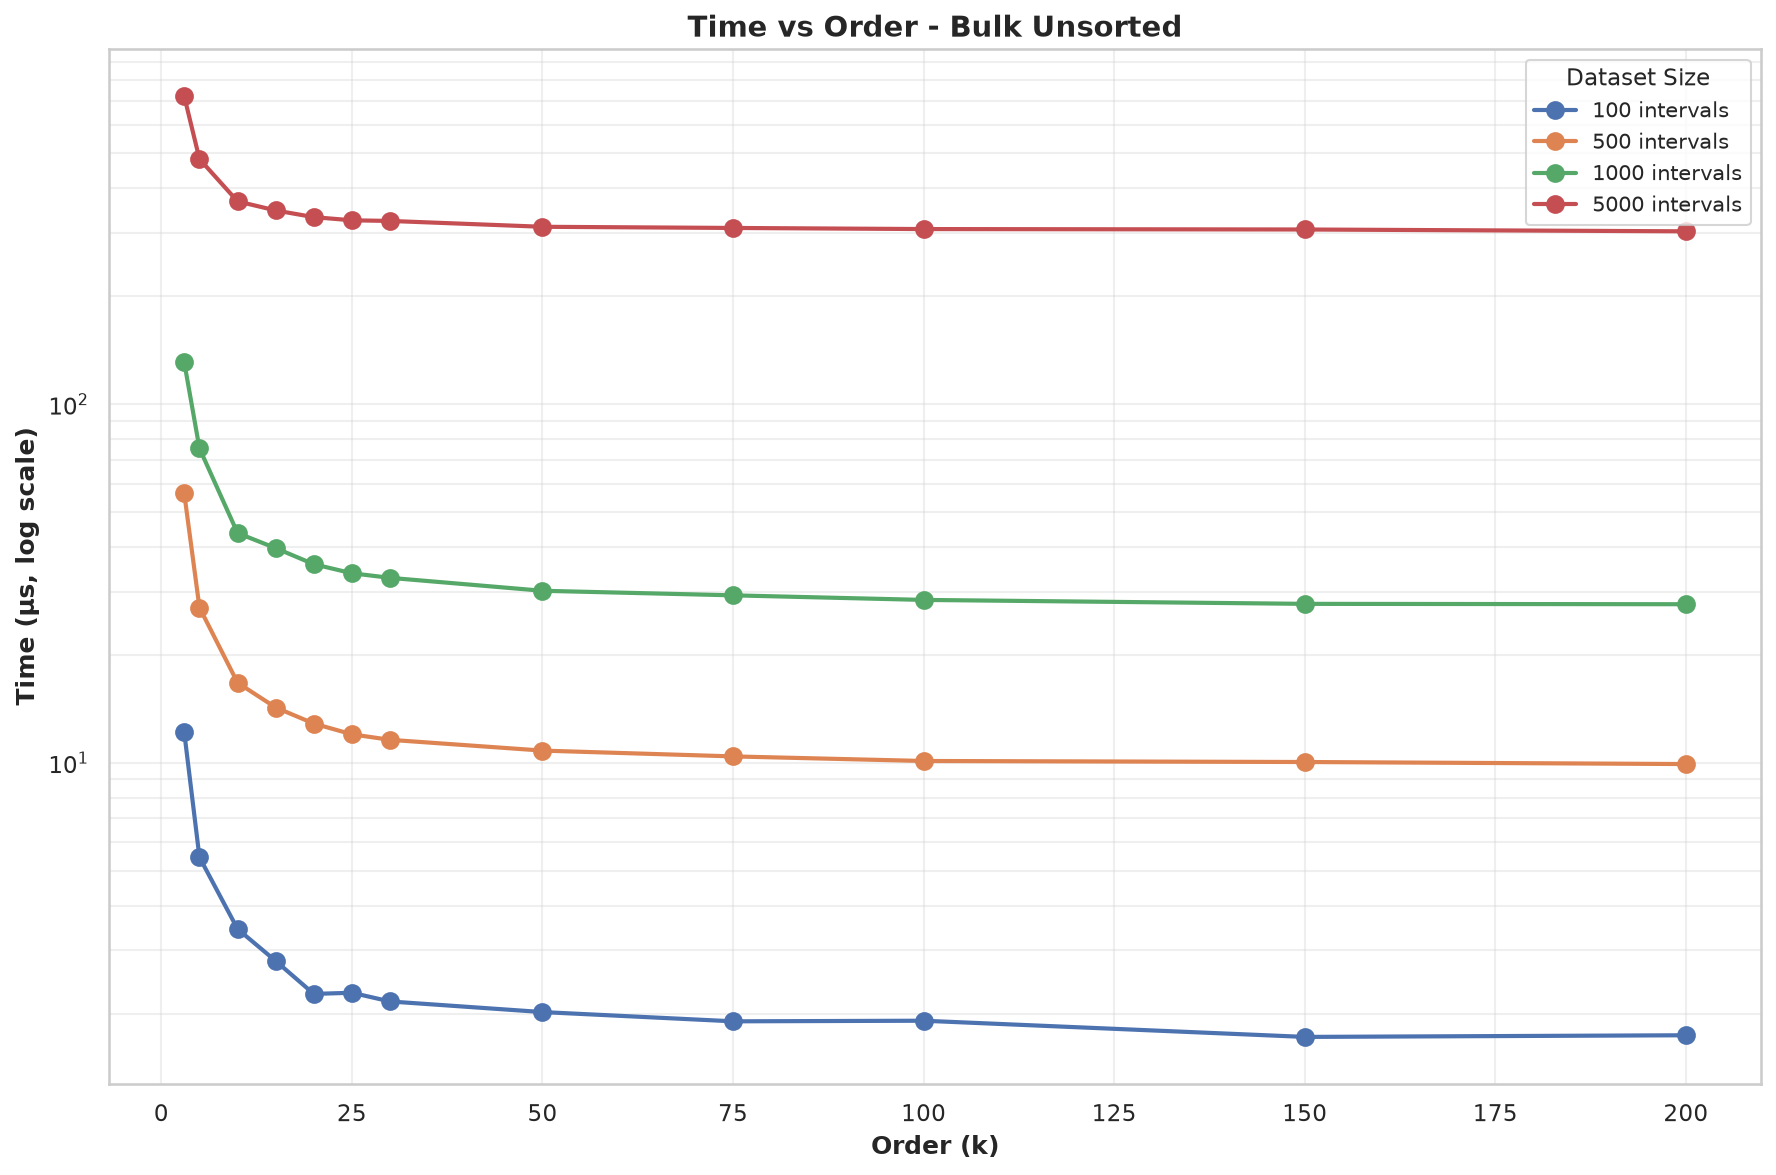 Time vs Order - Bulk Unsorted
Dataset Size
100 intervals
500 intervals
1000 intervals
5000 intervals
Time (µs, log scale)
10²
10¹
0 25 50 75 100 125 150 175 200
Order (k)